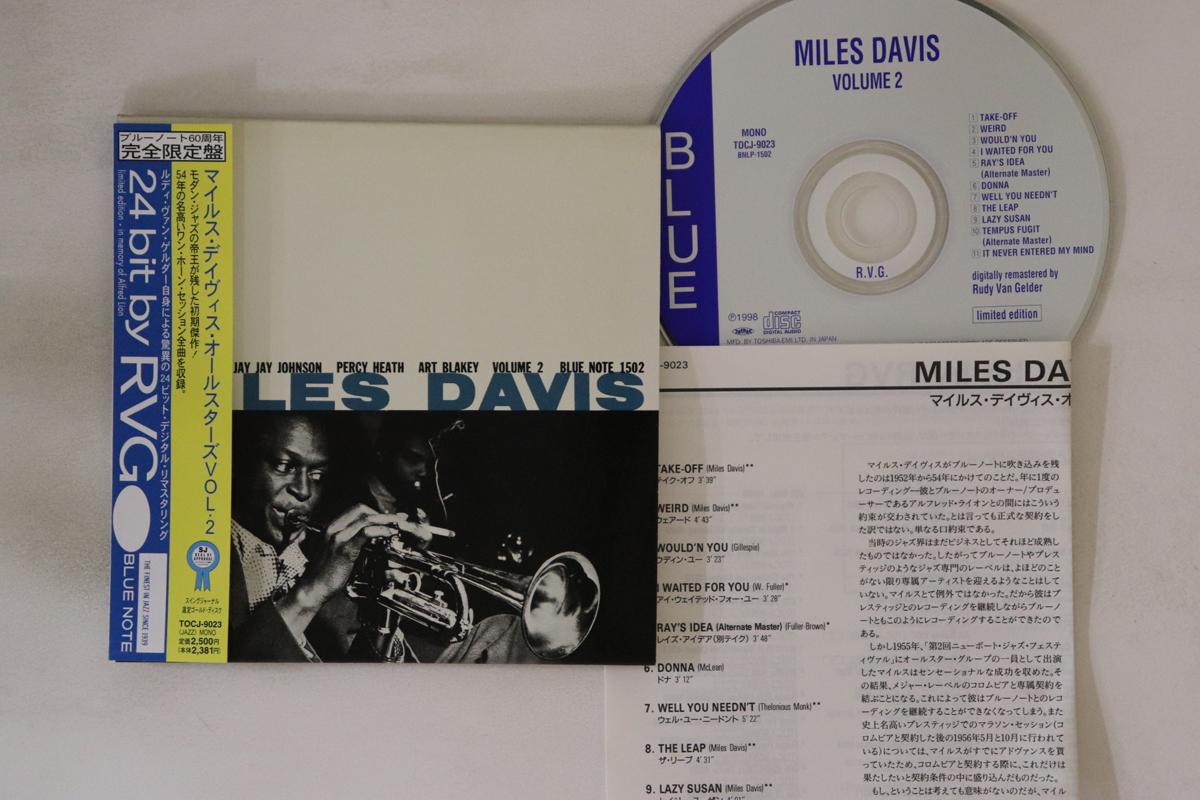 ブルーノート60周年
完全限定盤
24 bit by RVG
limited edition - in memory of Alfred Lion
ルディ・ヴァン・ゲルダー自身による驚異の24ビット・デジタル・リマスタリング
BLUE NOTE
THE FINEST IN JAZZ SINCE 1939
マイルス・デイヴィス・オールスターズVOL.2
モダン・ジャズの帝王が残した初期傑作!
54年の名高いワン・ホーン・セッション全曲を収録。
SJ
スイングジャーナル
選定ゴールド・ディスク
TOCJ-9023
(JAZZ) MONO
定価2,500円
(本体2,381円)
JAY JAY JOHNSON PERCY HEATH ART BLAKEY VOLUME 2 BLUE NOTE 1502
LES DAVIS
MILES DAVIS
VOLUME 2
BLUE
MONO
TOCJ-9023
BNLP-1502
1 TAKE-OFF
2 WEIRD
3 WOULD'N YOU
4 I WAITED FOR YOU
5 RAY'S IDEA
(Alternate Master)
6 DONNA
7 WELL YOU NEEDN'T
8 THE LEAP
9 LAZY SUSAN
10 TEMPUS FUGIT
(Alternate Master)
11 IT NEVER ENTERED MY MIND
R.V.G.
digitally remastered by
Rudy Van Gelder
limited edition
Ⓟ1998
COMPACT
disc
DIGITAL AUDIO
MFD. BY TOSHIBA-EMI LTD. IN JAPAN
-9023
MILES DA
マイルス・デイヴィス・オ
TAKE-OFF (Miles Davis)**
テイク・オフ 3'39"
WEIRD (Miles Davis)**
ウェアード 4'43"
WOULD'N YOU (Gillespie)
ウディン・ユー 3'23"
I WAITED FOR YOU (W. Fuller)*
アイ・ウェイテッド・フォー・ユー 3'28"
RAY'S IDEA (Alternate Master) (Fuller-Brown)*
レイズ・アイデア(別テイク) 3'48"
6. DONNA (McLean)
ドナ 3'12"
7. WELL YOU NEEDN'T (Thelonious Monk)**
ウェル・ユー・ニードント 5'22"
8. THE LEAP (Miles Davis)**
ザ・リープ 4'31"
9. LAZY SUSAN (Miles Davis)**
マイルス・デイヴィスがブルーノートに吹き込みを残
したのは1952年から54年にかけてのことだ。年に1度の
レコーディング―彼とブルーノートのオーナー/プロデュ
ーサーであるアルフレッド・ライオンとの間にはこういう
約束が交わされていた。とは言っても正式な契約をし
た訳ではない。単なる口約束である。
当時のジャズ界はまだビジネスとしてそれほど成熟し
たものではなかった。したがってブルーノートやプレス
ティッジのようなジャズ専門のレーベルは、よほどのこと
がない限り専属アーティストを迎えるようなことはして
いない。マイルスとて例外ではなかった。だから彼はプ
レスティッジとのレコーディングを継続しながらブルーノ
ートともこのようにレコーディングすることができたので
ある。
しかし1955年、「第2回ニューポート・ジャズ・フェステ
ィヴァル」にオールスター・グループの一員として出演
したマイルスはセンセーショナルな成功を収めた。そ
の結果、メジャー・レーベルのコロムビアと専属契約を
結ぶことになる。これによって彼はブルーノートとのレコ
ーディングを継続することができなくなってしまう。また
史上名高いプレスティッジでのマラソン・セッション(コ
ロムビアと契約した後の1956年5月と10月に行われて
いる)については、マイルスがすでにアドヴァンスを貰
っていたため、コロムビアと契約する際に、これだけは
果たしたいと契約条件の中に盛り込んだものだった。
もし、ということは考えても意味がないのだが、マイル